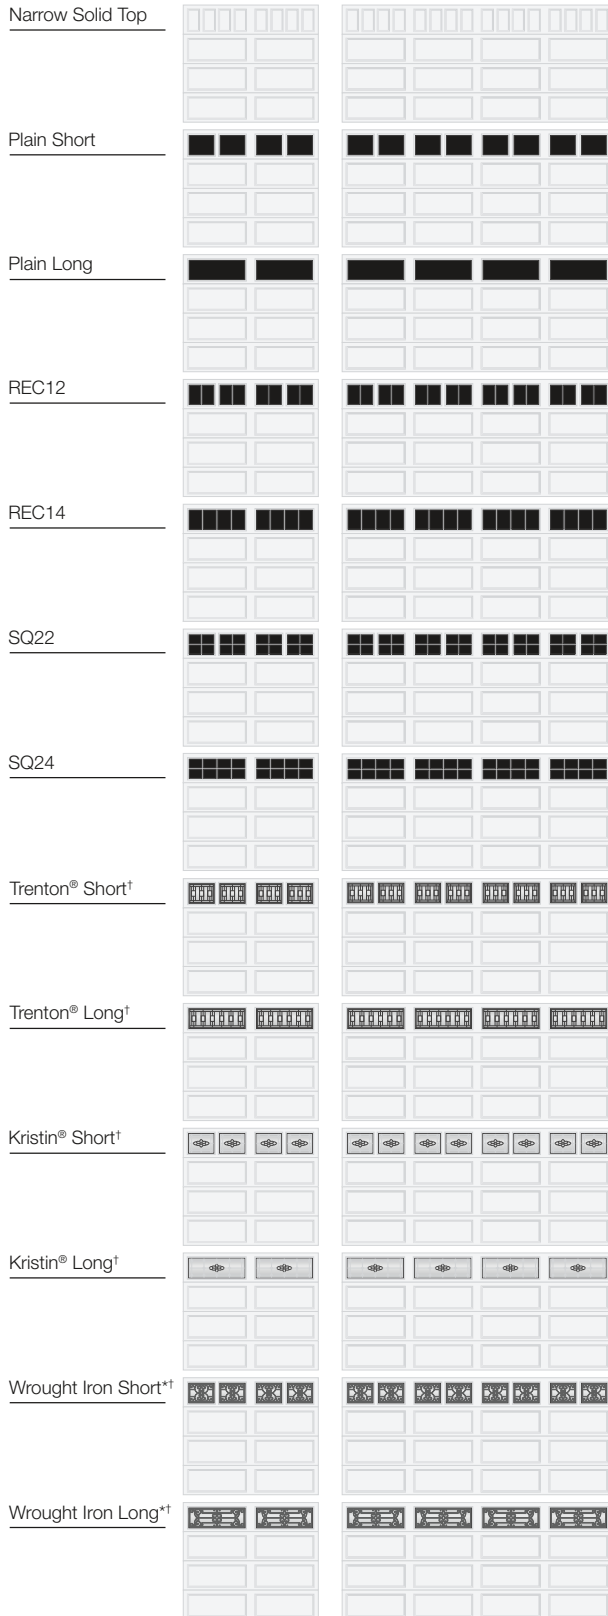 Narrow Solid Top
Plain Short
Plain Long
REC12
REC14
SQ22
SQ24
Trenton® Short†
Trenton® Long†
Kristin® Short†
Kristin® Long†
Wrought Iron Short*†
Wrought Iron Long*†